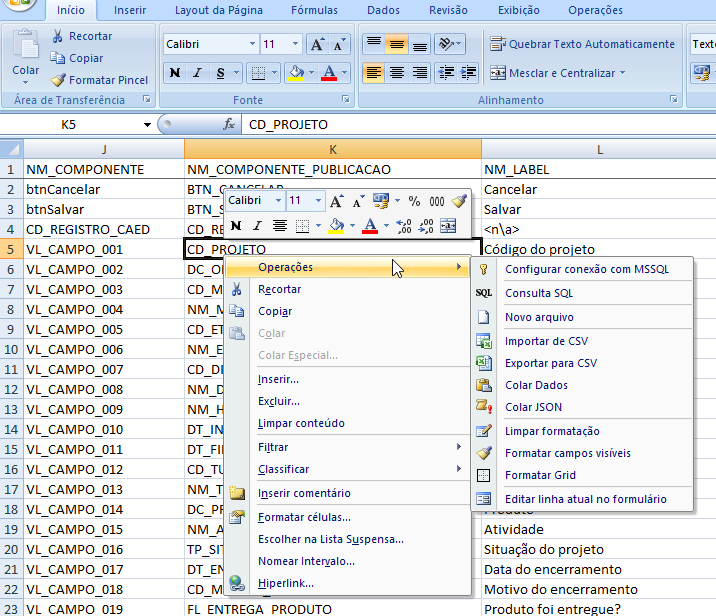 Início Inserir Layout da Página Fórmulas Dados Revisão Exibição Operações
Colar
Recortar
Copiar
Formatar Pincel
Área de Transferência
Calibri 11 A A
N I S A
Fonte
Quebrar Texto Automaticamente
Mesclar e Centralizar
Alinhamento
Texto
K5 fx CD_PROJETO
J K L
1 NM_COMPONENTE NM_COMPONENTE_PUBLICACAO NM_LABEL
2 btnCancelar BTN_CANCELAR Cancelar
3 btnSalvar BTN_S Salvar
4 CD_REGISTRO_CAED CD_RE <n\a>
5 VL_CAMPO_001 CD_PROJETO Código do projeto
6 VL_CAMPO_002 DC_O
7 VL_CAMPO_003 CD_M
8 VL_CAMPO_004 NM_M
9 VL_CAMPO_005 CD_ET
10 VL_CAMPO_006 NM_E
11 VL_CAMPO_007 CD_DI
12 VL_CAMPO_008 NM_D
13 VL_CAMPO_009 NM_H
14 VL_CAMPO_010 DT_IN
15 VL_CAMPO_011 DT_FI
16 VL_CAMPO_012 CD_TU
17 VL_CAMPO_013 NM_T
18 VL_CAMPO_014 DC_PR Produto
19 VL_CAMPO_015 NM_A Atividade
20 VL_CAMPO_016 TP_SIT Situação do projeto
21 VL_CAMPO_017 DT_EN Data do encerramento
22 VL_CAMPO_018 CD_M Motivo do encerramento
23 VL_CAMPO_019 FL_ENTREGA_PRODUTO Produto foi entregue?
Calibri 11 A A % 000
N I A ,00 ,00
Operações
Recortar
Copiar
Colar
Colar Especial...
Inserir...
Excluir...
Limpar conteúdo
Filtrar
Classificar
Inserir comentário
Formatar células...
Escolher na Lista Suspensa...
Nomear Intervalo...
Hiperlink...
Configurar conexão com MSSQL
SQL Consulta SQL
Novo arquivo
Importar de CSV
Exportar para CSV
Colar Dados
Colar JSON
Limpar formatação
Formatar campos visíveis
Formatar Grid
Editar linha atual no formulário